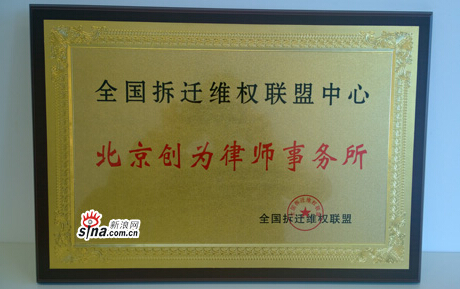 全国拆迁维权联盟中心
北京创为律师事务所
全国拆迁维权联盟
sina 新浪网
.com.cn